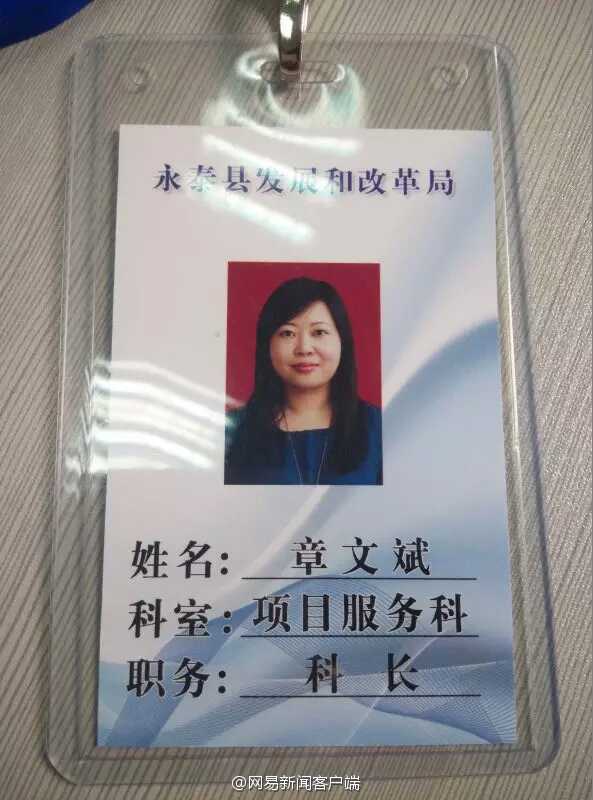 永泰县发展和改革局
姓名：章文斌
科室：项目服务科
职务：科长
@网易新闻客户端